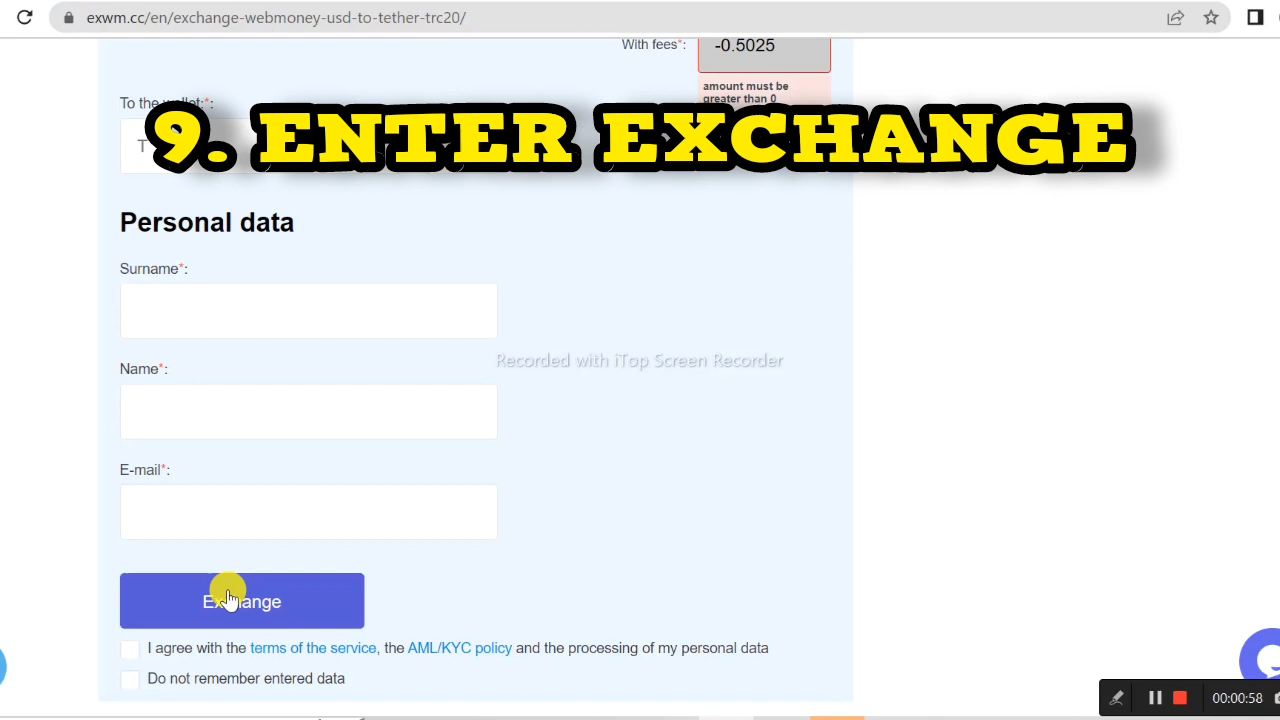 exwm.cc/en/exchange-webmoney-usd-to-tether-trc20/
With fees*:
-0.5025
amount must be
greater than 0
To the wallet:*:
T
9. ENTER EXCHANGE
Personal data
Surname*:
Recorded with iTop Screen Recorder
Name*:
E-mail*:
Exchange
I agree with the terms of the service, the AML/KYC policy and the processing of my personal data
Do not remember entered data
00:00:58